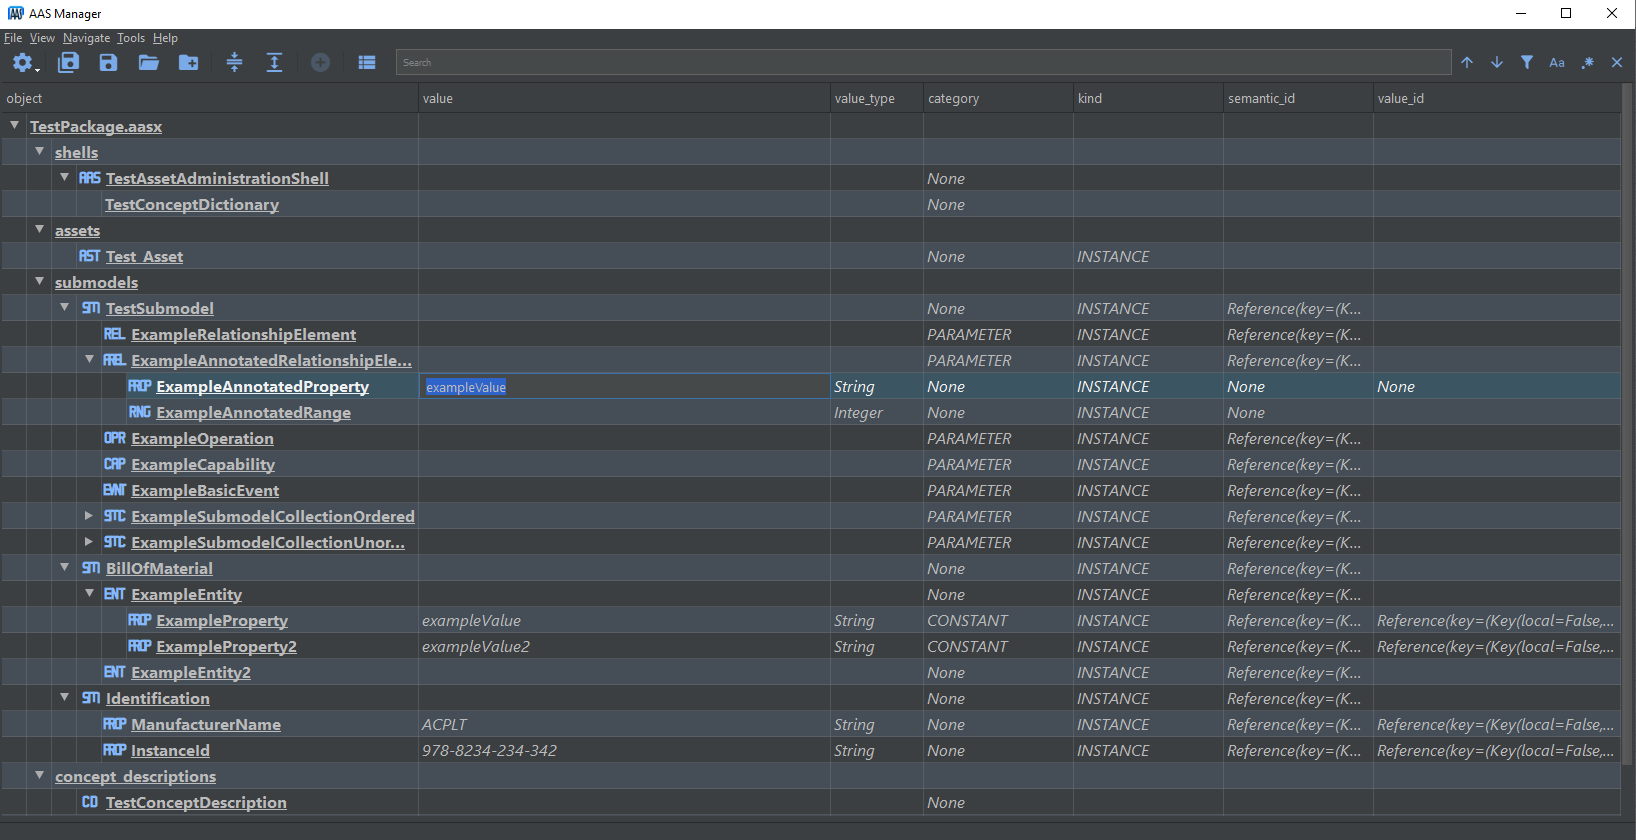 AAS AAS Manager
File View Navigate Tools Help
Search Aa .*
object value value_type category kind semantic_id value_id
TestPackage.aasx
shells
AAS TestAssetAdministrationShell None
TestConceptDictionary None
assets
AST Test_Asset None INSTANCE
submodels
SM TestSubmodel None INSTANCE Reference(key=(K...
REL ExampleRelationshipElement PARAMETER INSTANCE Reference(key=(K...
AREL ExampleAnnotatedRelationshipEle... PARAMETER INSTANCE Reference(key=(K...
PROP ExampleAnnotatedProperty exampleValue String None INSTANCE None None
RNG ExampleAnnotatedRange Integer None INSTANCE None
OPR ExampleOperation PARAMETER INSTANCE Reference(key=(K...
CAP ExampleCapability PARAMETER INSTANCE Reference(key=(K...
EVNT ExampleBasicEvent PARAMETER INSTANCE Reference(key=(K...
SMC ExampleSubmodelCollectionOrdered PARAMETER INSTANCE Reference(key=(K...
SMC ExampleSubmodelCollectionUnor... PARAMETER INSTANCE Reference(key=(K...
SM BillOfMaterial None INSTANCE Reference(key=(K...
ENT ExampleEntity None INSTANCE Reference(key=(K...
PROP ExampleProperty exampleValue String CONSTANT INSTANCE Reference(key=(K... Reference(key=(Key(local=False,...
PROP ExampleProperty2 exampleValue2 String CONSTANT INSTANCE Reference(key=(K... Reference(key=(Key(local=False,...
ENT ExampleEntity2 None INSTANCE Reference(key=(K...
SM Identification None INSTANCE Reference(key=(K...
PROP ManufacturerName ACPLT String None INSTANCE Reference(key=(K... Reference(key=(Key(local=False,...
PROP InstanceId 978-8234-234-342 String None INSTANCE Reference(key=(K... Reference(key=(Key(local=False,...
concept_descriptions
CD TestConceptDescription None